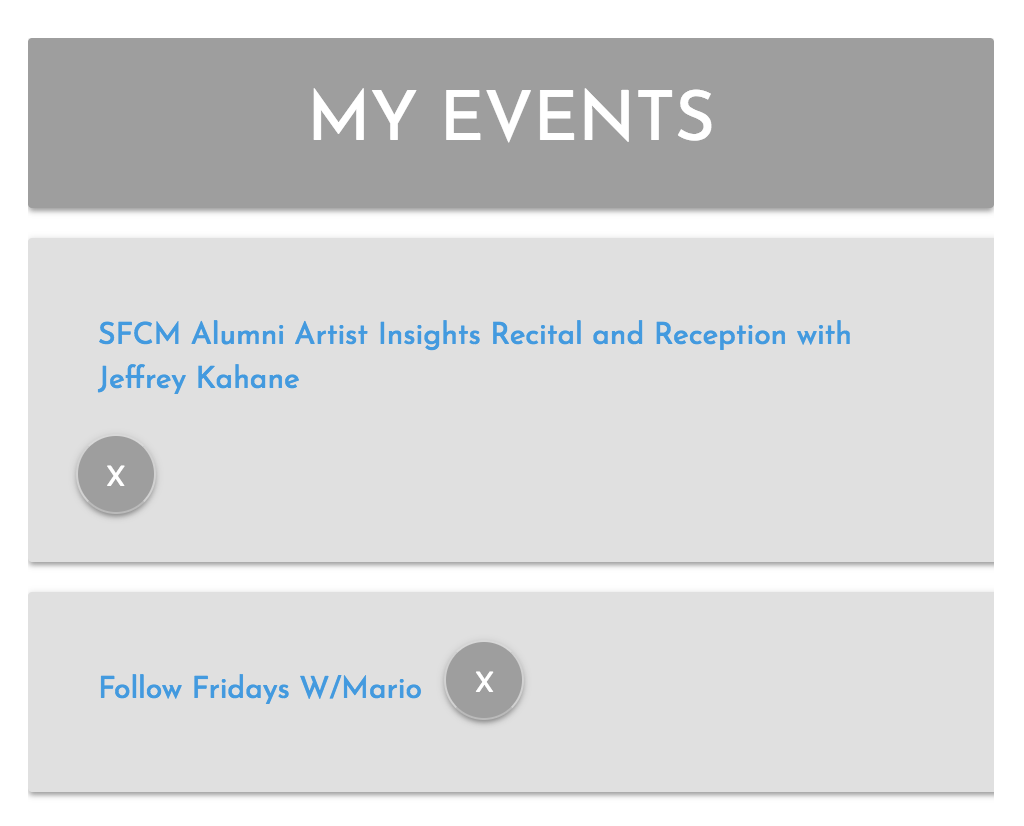 MY EVENTS
SFCM Alumni Artist Insights Recital and Reception with
Jeffrey Kahane
X
Follow Fridays W/Mario X